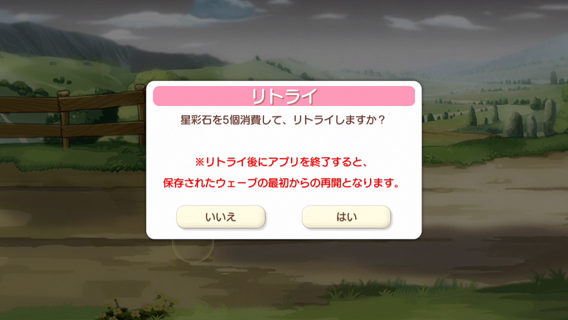 リトライ
星彩石を5個消費して、リトライしますか？
※リトライ後にアプリを終了すると、
保存されたウェーブの最初からの再開となります。
いいえ
はい